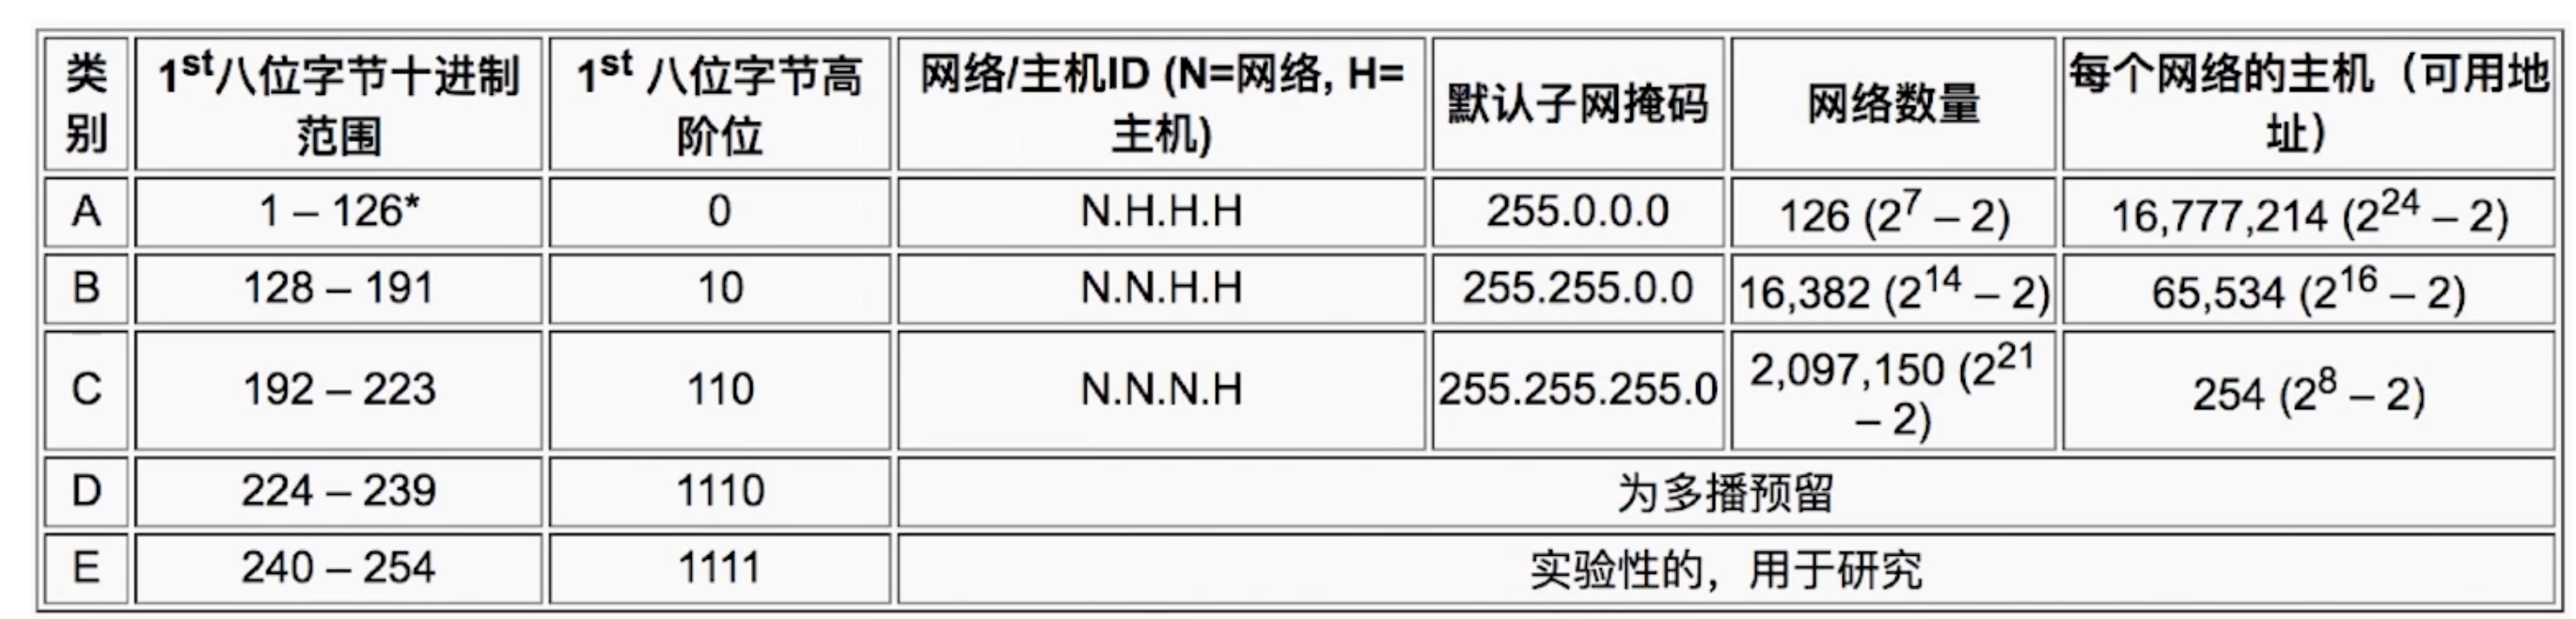 类别 1st八位字节十进制范围 1st 八位字节高阶位 网络/主机ID (N=网络, H=主机) 默认子网掩码 网络数量 每个网络的主机（可用地址）
A 1 – 126* 0 N.H.H.H 255.0.0.0 126 (2^7 – 2) 16,777,214 (2^24 – 2)
B 128 – 191 10 N.N.H.H 255.255.0.0 16,382 (2^14 – 2) 65,534 (2^16 – 2)
C 192 – 223 110 N.N.N.H 255.255.255.0 2,097,150 (2^21 – 2) 254 (2^8 – 2)
D 224 – 239 1110 为多播预留
E 240 – 254 1111 实验性的，用于研究